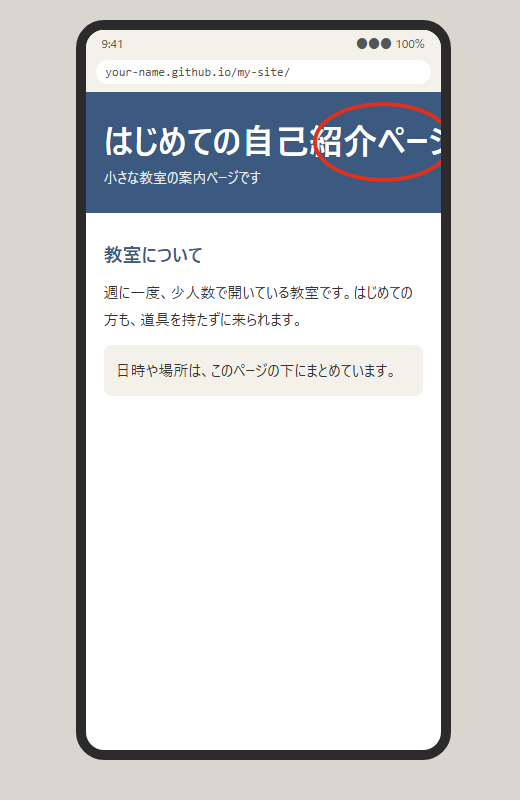 9:41
100%
your-name.github.io/my-site/
はじめての自己紹介ペー
小さな教室の案内ページです
教室について
週に一度、少人数で開いている教室です。はじめての
方も、道具を持たずに来られます。
日時や場所は、このページの下にまとめています。